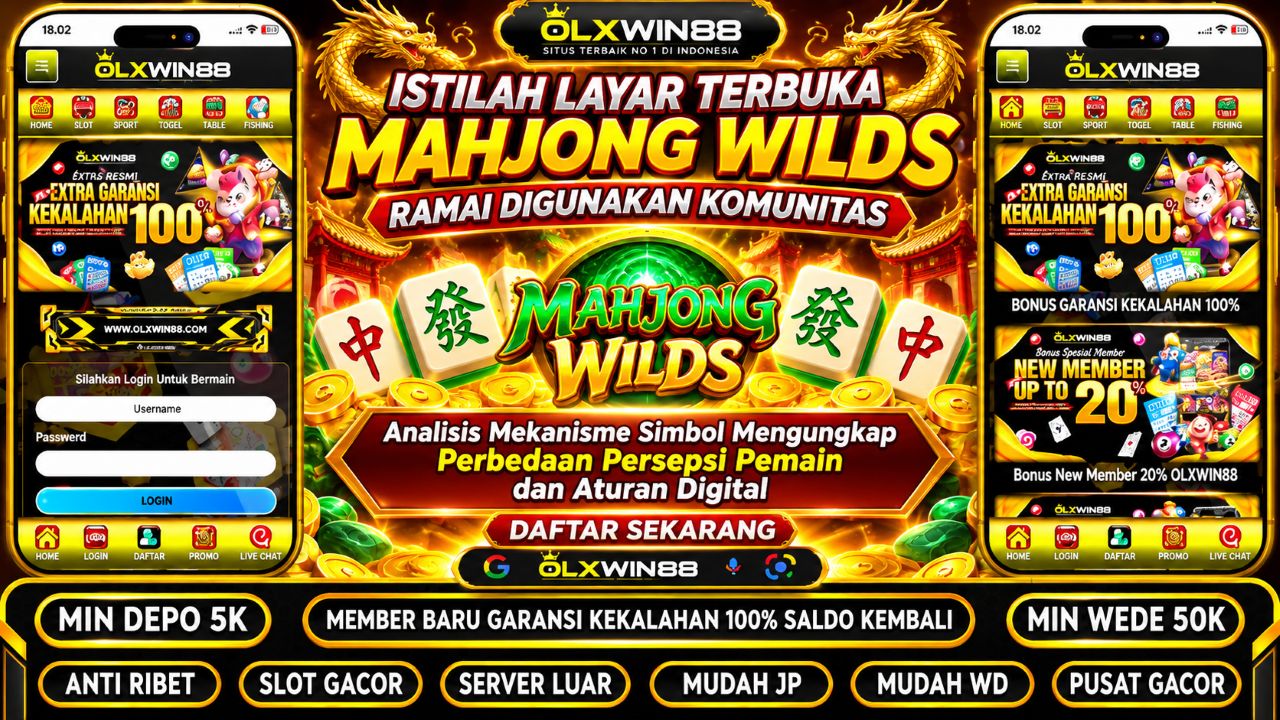 OLXWIN88
SITUS TERBAIK NO 1 DI INDONESIA
ISTILAH LAYAR TERBUKA
MAHJONG WILDS
RAMAI DIGUNAKAN KOMUNITAS
中
發
MAHJONG
WILDS
發
中
Analisis Mekanisme Simbol Mengungkap
Perbedaan Persepsi Pemain
dan Aturan Digital
DAFTAR SEKARANG
G OLXWIN88
18.02
OLXWIN88
HOME SLOT SPORT TOGEL TABLE FISHING
OLXWIN88
EXTRA RESMI
EXTRA GARANSI
KEKALAHAN 100%
WWW.OLXWIN88.COM
Silahkan Login Untuk Bermain
Username
Passwerd
LOGIN
HOME LOGIN DAFTAR PROMO LIVE CHAT
18.02
OLXWIN88
HOME SLOT SPORT TOGEL TABLE FISHING
OLXWIN88
EXTRA RESMI
EXTRA GARANSI
KEKALAHAN 100%
BONUS GARANSI KEKALAHAN 100%
OLXWIN88
Bonus Spesial Member
NEW MEMBER
UP TO 20%
Bonus New Member 20% OLXWIN88
OLXWIN88
HOME LOGIN DAFTAR PROMO LIVE CHAT
MIN DEPO 5K
MEMBER BARU GARANSI KEKALAHAN 100% SALDO KEMBALI
MIN WEDE 50K
ANTI RIBET
SLOT GACOR
SERVER LUAR
MUDAH JP
MUDAH WD
PUSAT GACOR